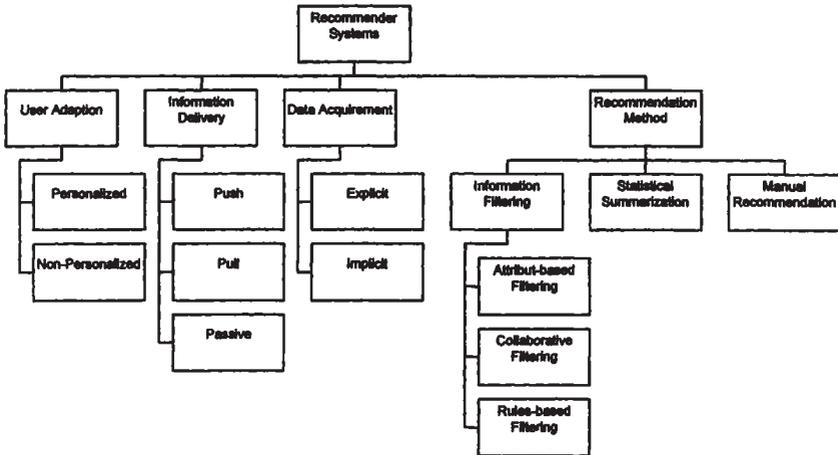 Recommender
Systems
User Adaption
Information
Delivery
Data Acquirement
Recommendation
Method
Personalized
Non-Personalized
Push
Pull
Passive
Explicit
Implicit
Information
Filtering
Statistical
Summarization
Manual
Recommendation
Attribut-based
Filtering
Collaborative
Filtering
Rules-based
Filtering